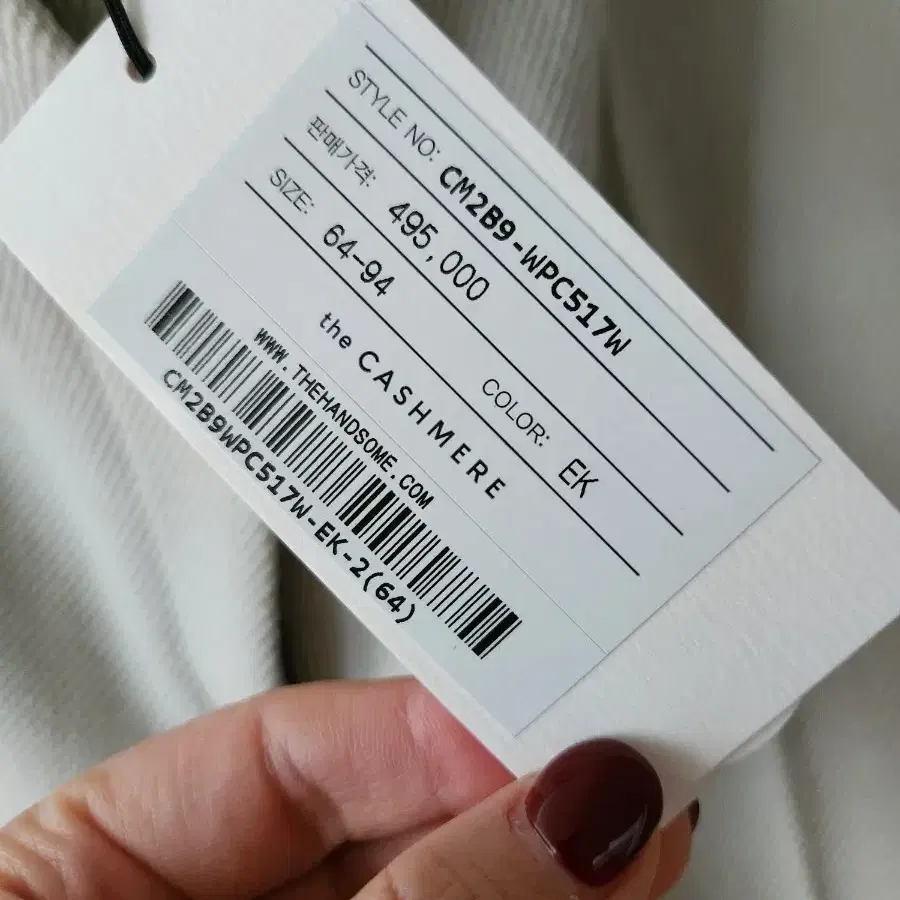 STYLE NO: CM2B9-WPC517W
판매가격: 495,000
SIZE: 64-94 COLOR: EK
the CASHMERE
WWW.THEHANDSOME.COM
CM2B9WPC517W-EK-2(64)